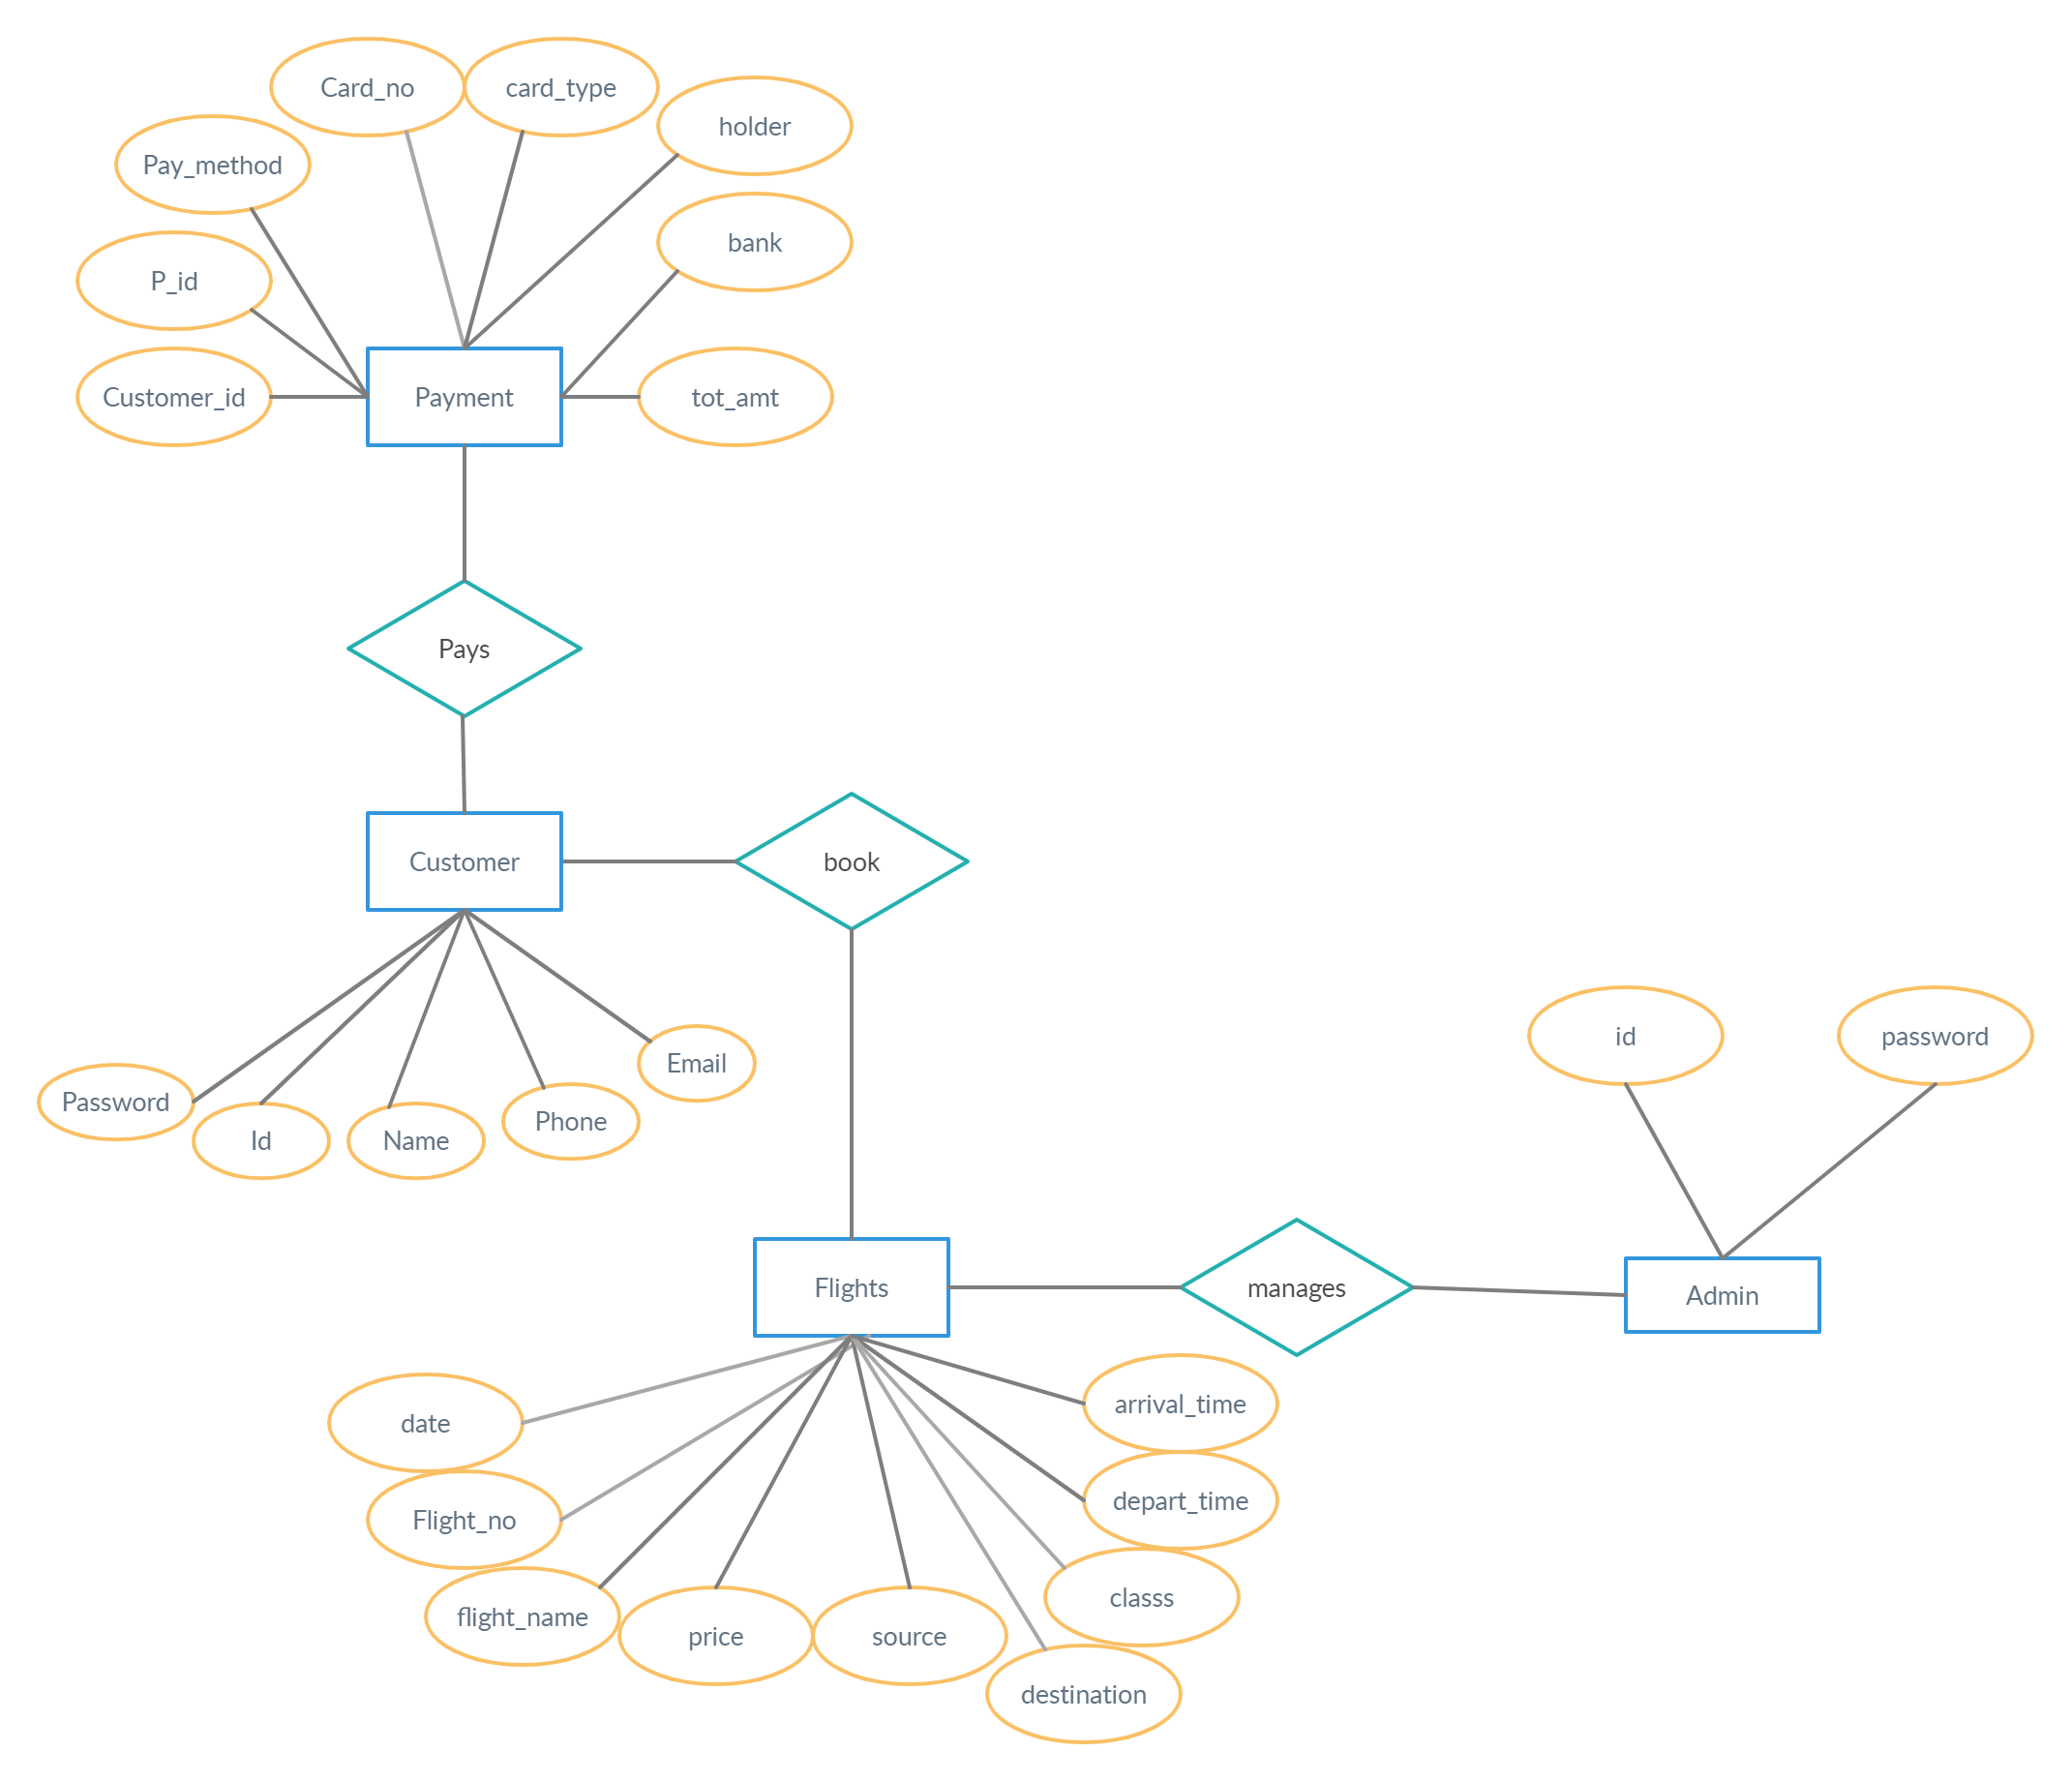 Card_no
card_type
holder
Pay_method
bank
P_id
Customer_id
Payment
tot_amt
Pays
Customer
book
id
password
Email
Password
Phone
Id
Name
Flights
manages
Admin
arrival_time
date
depart_time
Flight_no
classs
flight_name
price
source
destination